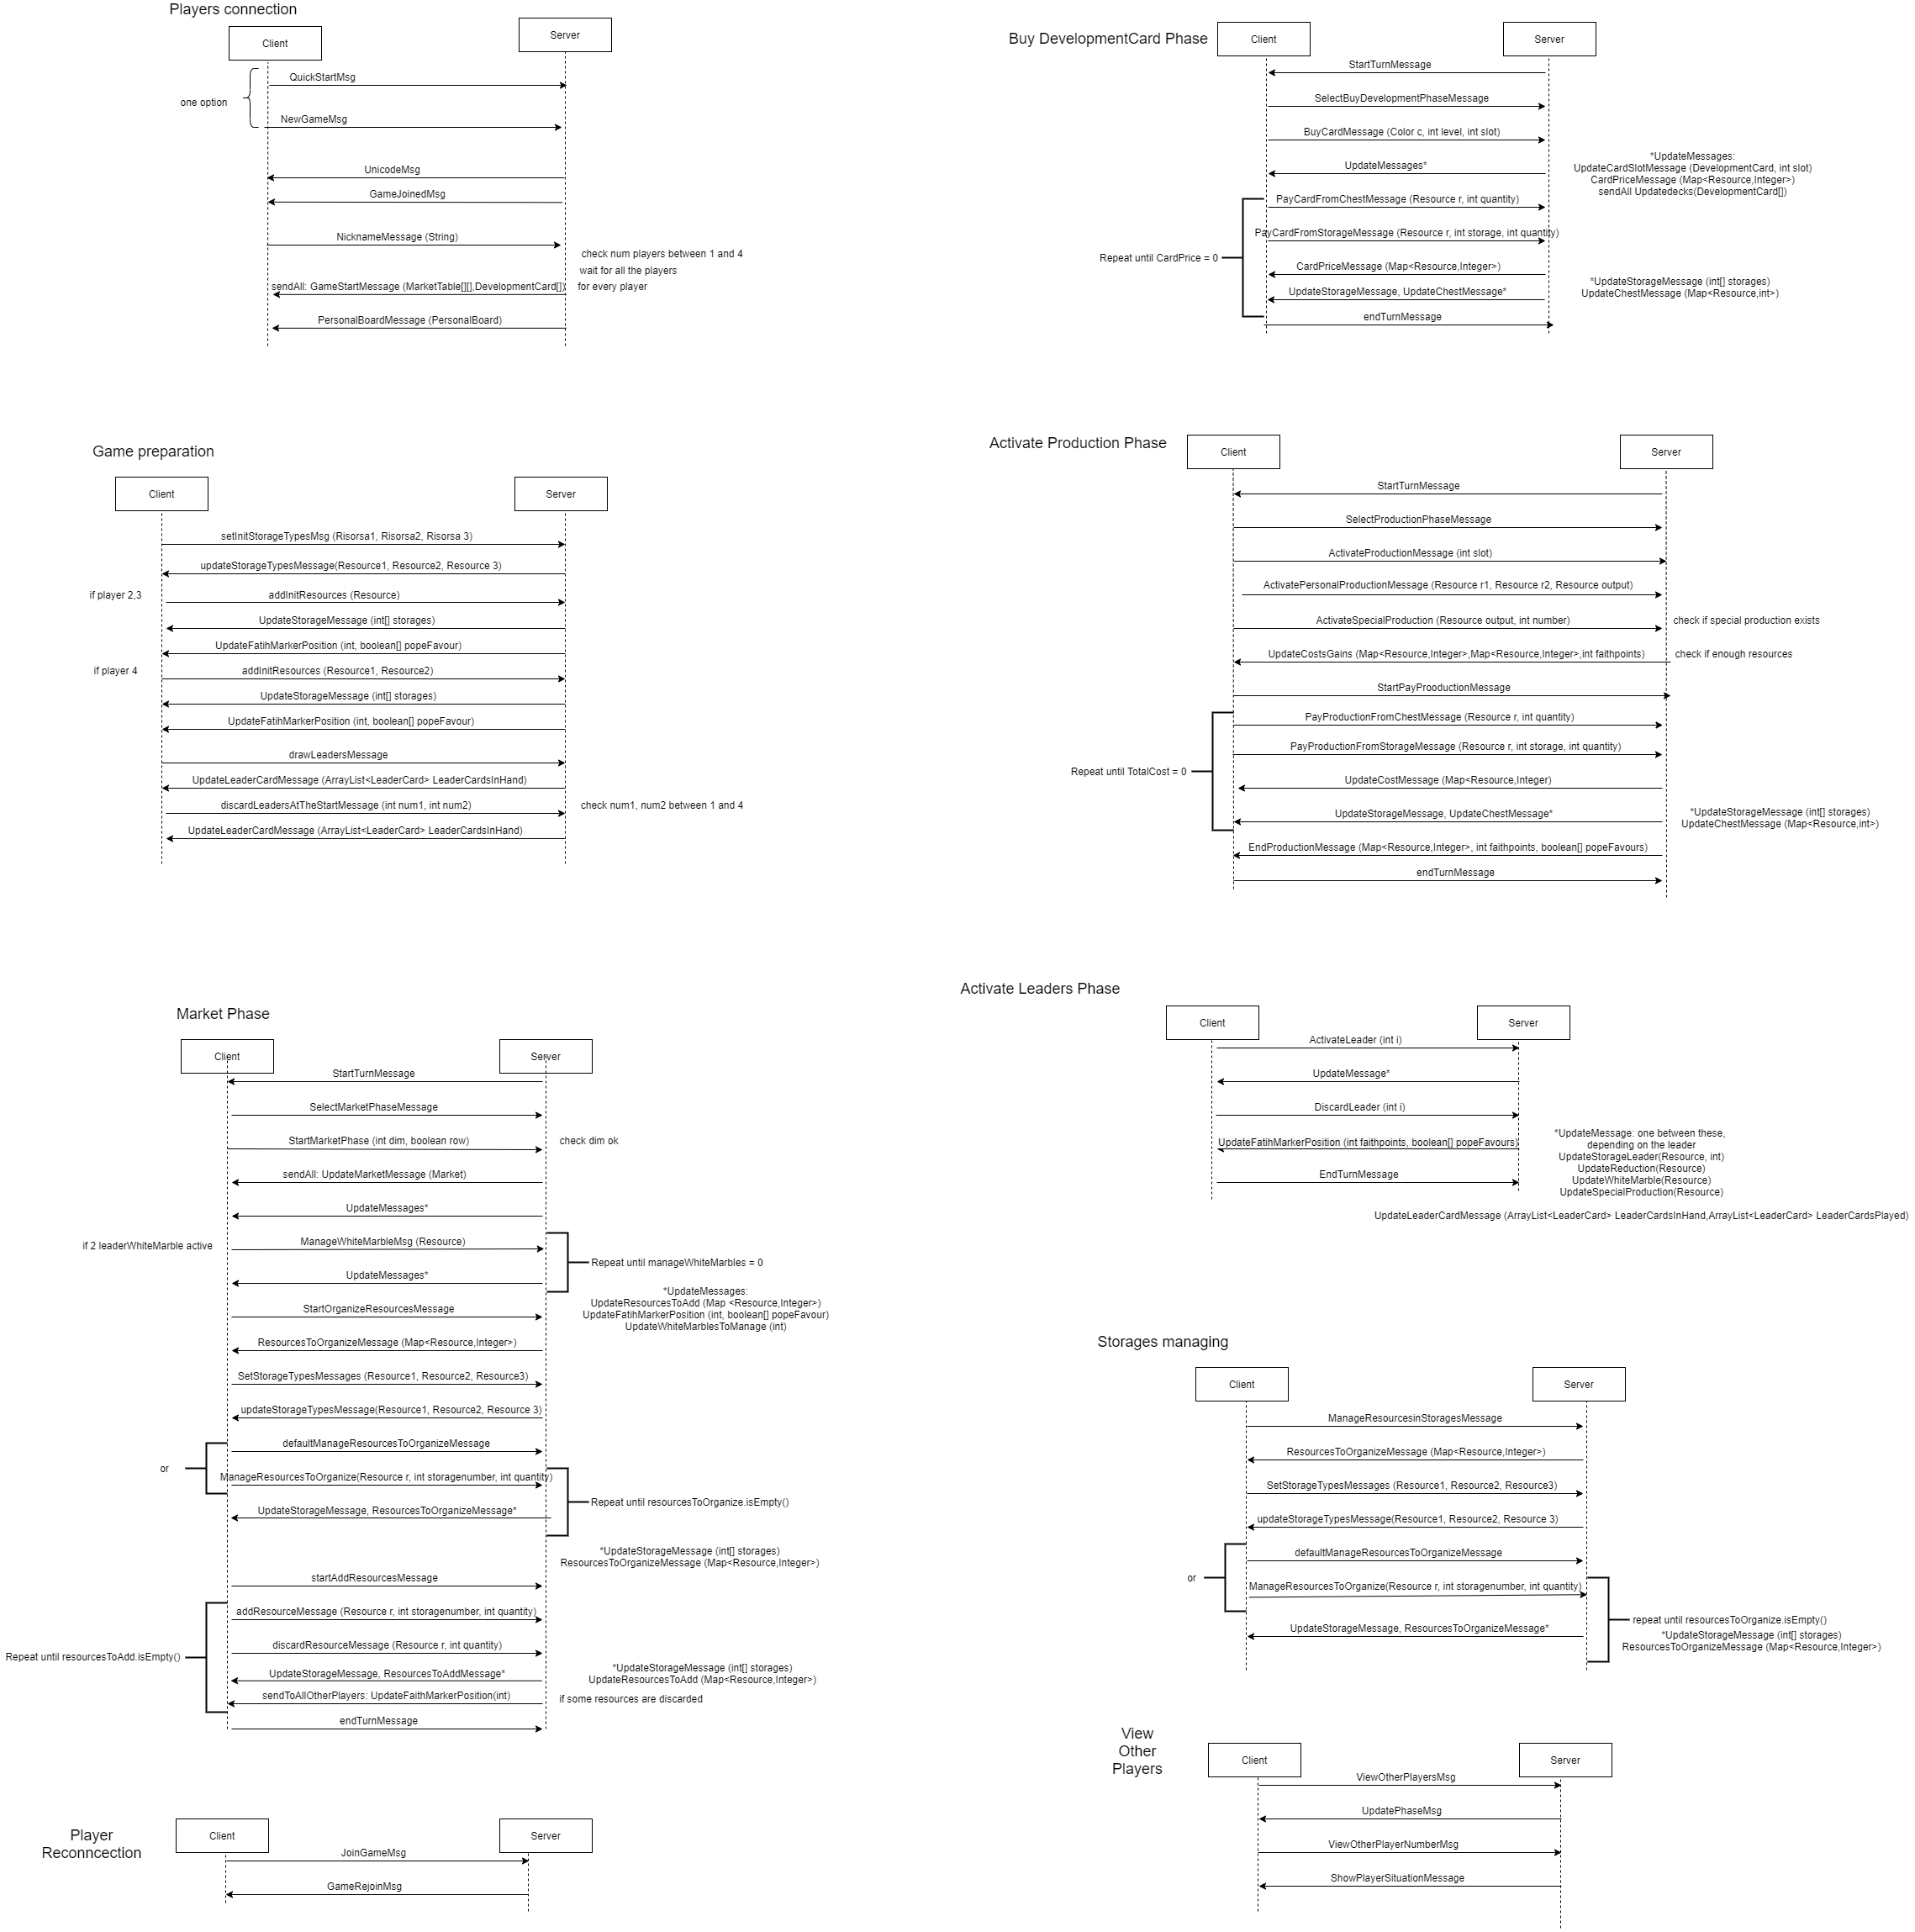 Players connection
Client
Server
QuickStartMsg
one option
NewGameMsg
UnicodeMsg
GameJoinedMsg
NicknameMessage (String)
check num players between 1 and 4
wait for all the players
for every player
sendAll: GameStartMessage (MarketTable[][],DevelopmentCard[])
PersonalBoardMessage (PersonalBoard)
Buy DevelopmentCard Phase
Client
Server
StartTurnMessage
SelectBuyDevelopmentPhaseMessage
BuyCardMessage (Color c, int level, int slot)
UpdateMessages*
*UpdateMessages:
UpdateCardSlotMessage (DevelopmentCard, int slot)
CardPriceMessage (Map<Resource,Integer>)
sendAll Updatedecks(DevelopmentCard[])
PayCardFromChestMessage (Resource r, int quantity)
PayCardFromStorageMessage (Resource r, int storage, int quantity)
Repeat until CardPrice = 0
CardPriceMessage (Map<Resource,Integer>)
UpdateStorageMessage, UpdateChestMessage*
*UpdateStorageMessage (int[] storages)
UpdateChestMessage (Map<Resource,int>)
endTurnMessage
Game preparation
Client
Server
setInitStorageTypesMsg (Risorsa1, Risorsa2, Risorsa 3)
updateStorageTypesMessage(Resource1, Resource2, Resource 3)
if player 2,3
addInitResources (Resource)
UpdateStorageMessage (int[] storages)
UpdateFatihMarkerPosition (int, boolean[] popeFavour)
if player 4
addInitResources (Resource1, Resource2)
UpdateStorageMessage (int[] storages)
UpdateFatihMarkerPosition (int, boolean[] popeFavour)
drawLeadersMessage
UpdateLeaderCardMessage (ArrayList<LeaderCard> LeaderCardsInHand)
discardLeadersAtTheStartMessage (int num1, int num2)
check num1, num2 between 1 and 4
UpdateLeaderCardMessage (ArrayList<LeaderCard> LeaderCardsInHand)
Activate Production Phase
Client
Server
StartTurnMessage
SelectProductionPhaseMessage
ActivateProductionMessage (int slot)
ActivatePersonalProductionMessage (Resource r1, Resource r2, Resource output)
ActivateSpecialProduction (Resource output, int number)
check if special production exists
UpdateCostsGains (Map<Resource,Integer>,Map<Resource,Integer>,int faithpoints)
check if enough resources
StartPayProoductionMessage
PayProductionFromChestMessage (Resource r, int quantity)
PayProductionFromStorageMessage (Resource r, int storage, int quantity)
Repeat until TotalCost = 0
UpdateCostMessage (Map<Resource,Integer)
UpdateStorageMessage, UpdateChestMessage*
*UpdateStorageMessage (int[] storages)
UpdateChestMessage (Map<Resource,int>)
EndProductionMessage (Map<Resource,Integer>, int faithpoints, boolean[] popeFavours)
endTurnMessage
Market Phase
Client
Server
StartTurnMessage
SelectMarketPhaseMessage
StartMarketPhase (int dim, boolean row)
check dim ok
sendAll: UpdateMarketMessage (Market)
UpdateMessages*
if 2 leaderWhiteMarble active
ManageWhiteMarbleMsg (Resource)
Repeat until manageWhiteMarbles = 0
UpdateMessages*
*UpdateMessages:
UpdateResourcesToAdd (Map <Resource,Integer>)
UpdateFatihMarkerPosition (int, boolean[] popeFavour)
UpdateWhiteMarblesToManage (int)
StartOrganizeResourcesMessage
ResourcesToOrganizeMessage (Map<Resource,Integer>)
SetStorageTypesMessages (Resource1, Resource2, Resource3)
updateStorageTypesMessage(Resource1, Resource2, Resource 3)
defaultManageResourcesToOrganizeMessage
or
ManageResourcesToOrganize(Resource r, int storagenumber, int quantity)
Repeat until resourcesToOrganize.isEmpty()
UpdateStorageMessage, ResourcesToOrganizeMessage*
*UpdateStorageMessage (int[] storages)
ResourcesToOrganizeMessage (Map<Resource,Integer>)
startAddResourcesMessage
addResourceMessage (Resource r, int storagenumber, int quantity)
discardResourceMessage (Resource r, int quantity)
Repeat until resourcesToAdd.isEmpty()
UpdateStorageMessage, ResourcesToAddMessage*
*UpdateStorageMessage (int[] storages)
UpdateResourcesToAdd (Map<Resource,Integer>)
sendToAllOtherPlayers: UpdateFaithMarkerPosition(int)
if some resources are discarded
endTurnMessage
Activate Leaders Phase
Client
Server
ActivateLeader (int i)
UpdateMessage*
DiscardLeader (int i)
UpdateFatihMarkerPosition (int faithpoints, boolean[] popeFavours)
EndTurnMessage
*UpdateMessage: one between these,
depending on the leader
UpdateStorageLeader(Resource, int)
UpdateReduction(Resource)
UpdateWhiteMarble(Resource)
UpdateSpecialProduction(Resource)
UpdateLeaderCardMessage (ArrayList<LeaderCard> LeaderCardsInHand,ArrayList<LeaderCard> LeaderCardsPlayed)
Storages managing
Client
Server
ManageResourcesinStoragesMessage
ResourcesToOrganizeMessage (Map<Resource,Integer>)
SetStorageTypesMessages (Resource1, Resource2, Resource3)
updateStorageTypesMessage(Resource1, Resource2, Resource 3)
defaultManageResourcesToOrganizeMessage
or
ManageResourcesToOrganize(Resource r, int storagenumber, int quantity)
repeat until resourcesToOrganize.isEmpty()
UpdateStorageMessage, ResourcesToOrganizeMessage*
*UpdateStorageMessage (int[] storages)
ResourcesToOrganizeMessage (Map<Resource,Integer>)
View
Other
Players
Client
Server
ViewOtherPlayersMsg
UpdatePhaseMsg
ViewOtherPlayerNumberMsg
ShowPlayerSituationMessage
Player
Reconncection
Client
Server
JoinGameMsg
GameRejoinMsg